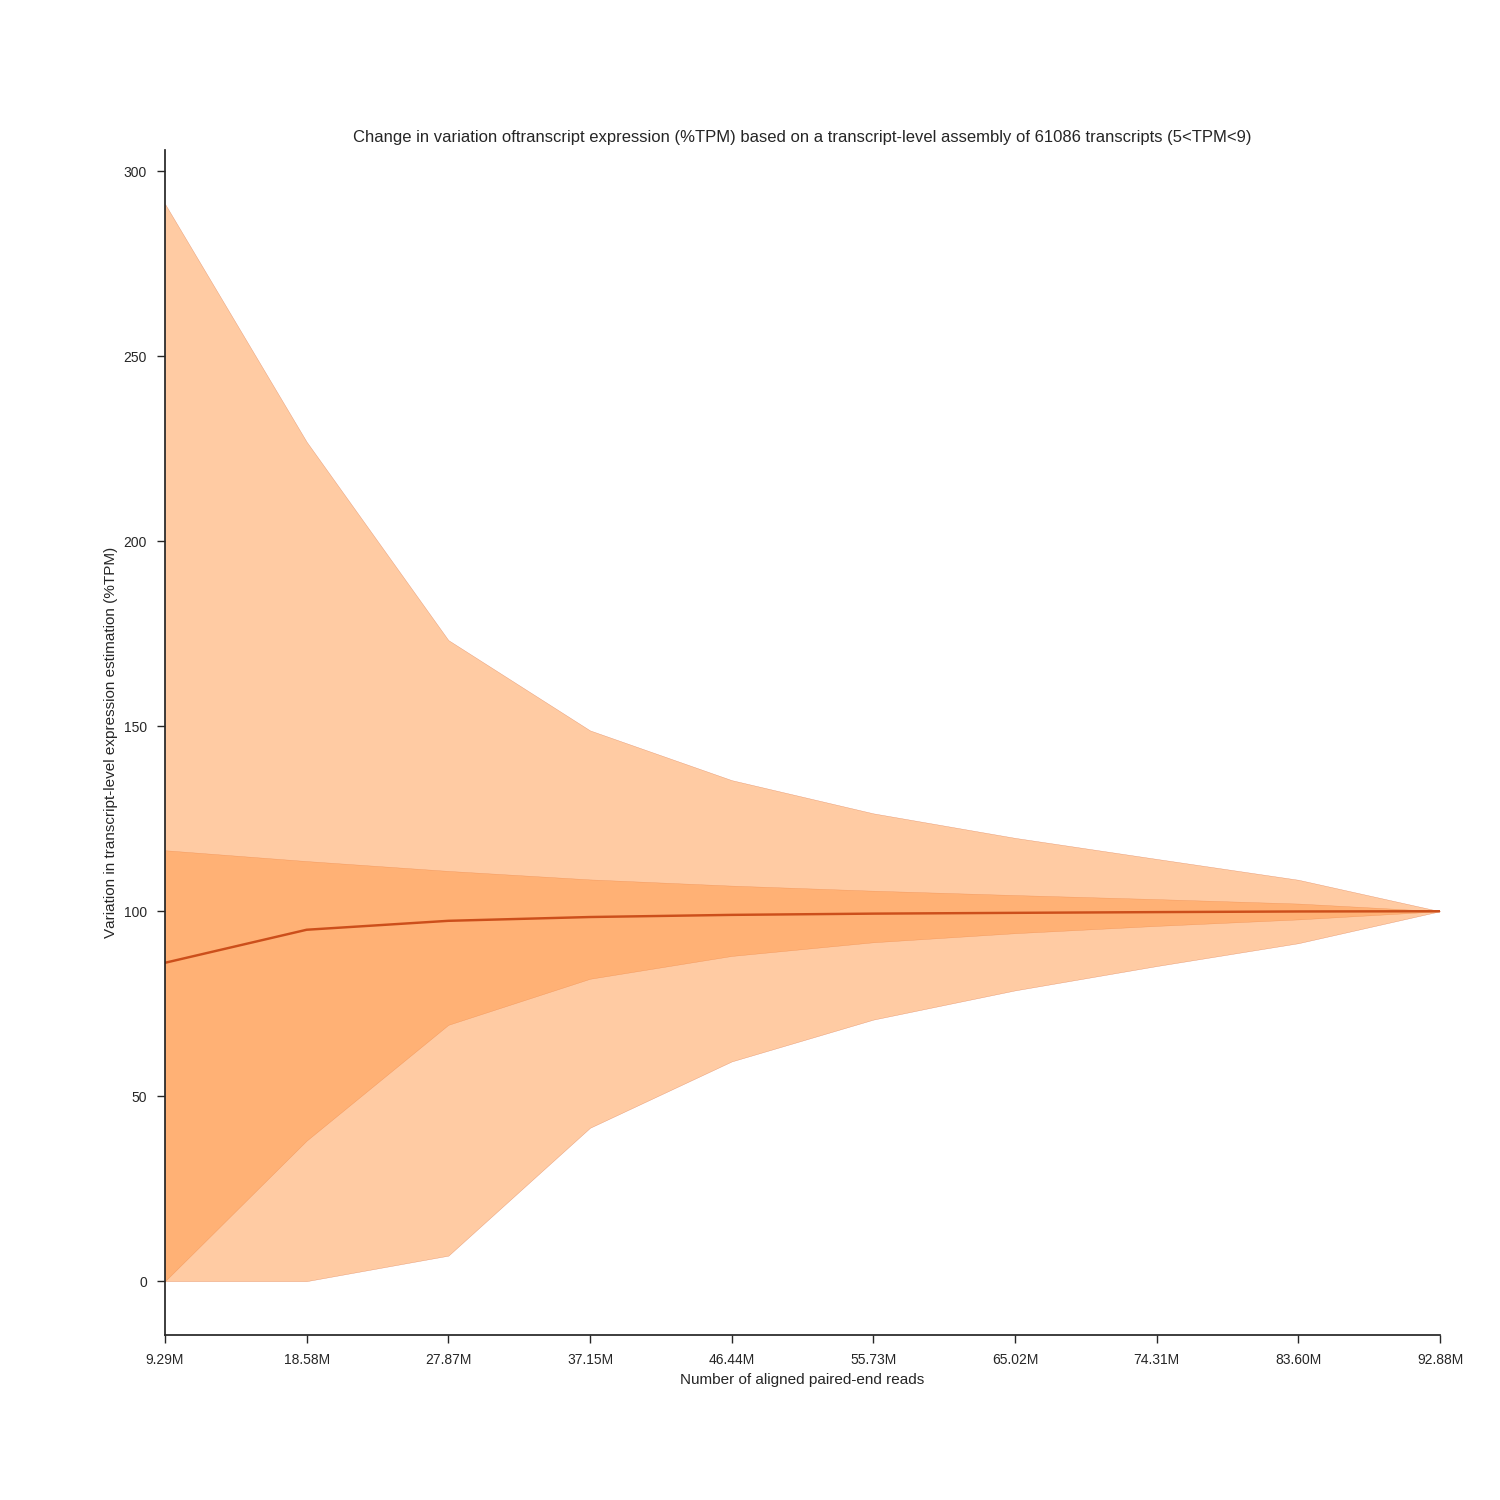 Change in variation oftranscript expression (%TPM) based on a transcript-level assembly of 61086 transcripts (5<TPM<9)
300
250
200
150
100
50
0
Variation in transcript-level expression estimation (%TPM)
9.29M 18.58M 27.87M 37.15M 46.44M 55.73M 65.02M 74.31M 83.60M 92.88M
Number of aligned paired-end reads